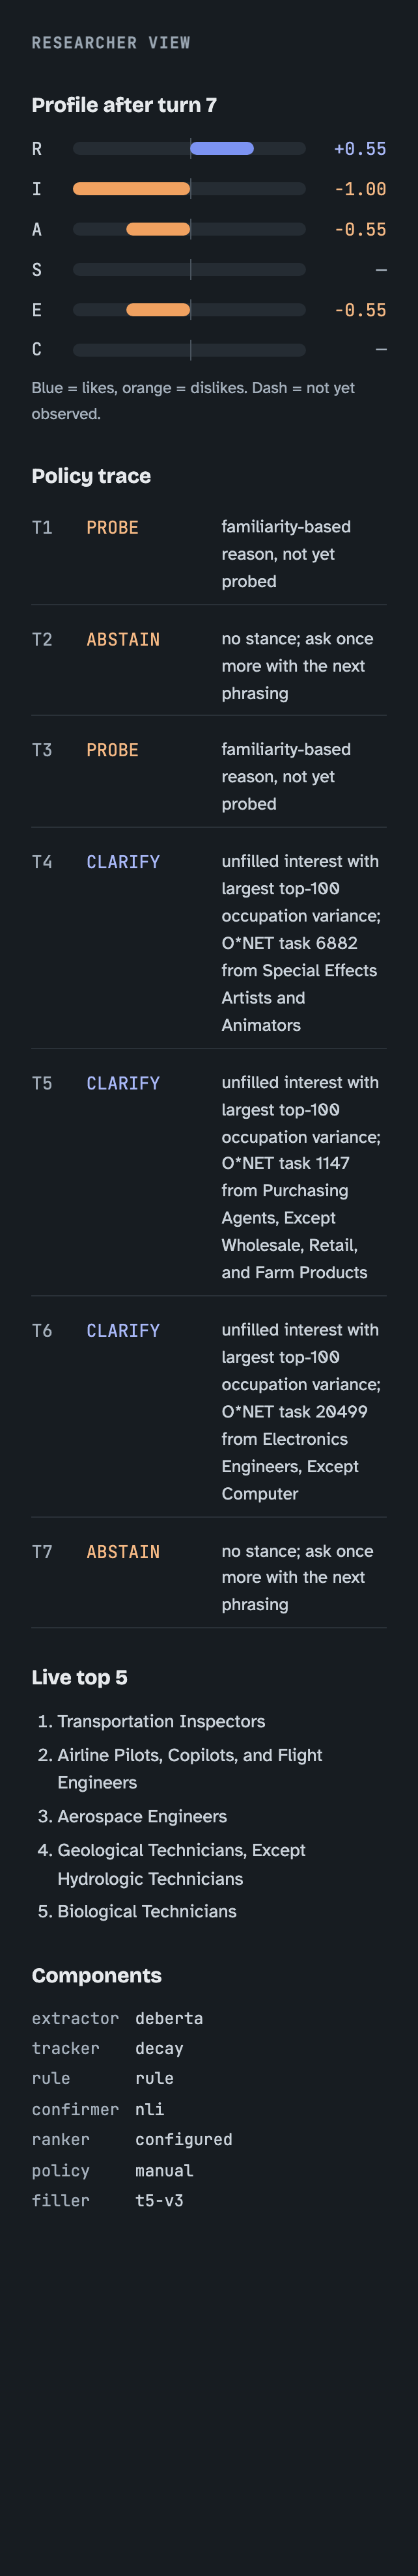 RESEARCHER VIEW
Profile after turn 7
R +0.55
I -1.00
A -0.55
S —
E -0.55
C —
Blue = likes, orange = dislikes. Dash = not yet
observed.
Policy trace
T1 PROBE familiarity-based
reason, not yet
probed
T2 ABSTAIN no stance; ask once
more with the next
phrasing
T3 PROBE familiarity-based
reason, not yet
probed
T4 CLARIFY unfilled interest with
largest top-100
occupation variance;
O*NET task 6882
from Special Effects
Artists and
Animators
T5 CLARIFY unfilled interest with
largest top-100
occupation variance;
O*NET task 1147
from Purchasing
Agents, Except
Wholesale, Retail,
and Farm Products
T6 CLARIFY unfilled interest with
largest top-100
occupation variance;
O*NET task 20499
from Electronics
Engineers, Except
Computer
T7 ABSTAIN no stance; ask once
more with the next
phrasing
Live top 5
1. Transportation Inspectors
2. Airline Pilots, Copilots, and Flight
Engineers
3. Aerospace Engineers
4. Geological Technicians, Except
Hydrologic Technicians
5. Biological Technicians
Components
extractor deberta
tracker decay
rule rule
confirmer nli
ranker configured
policy manual
filler t5-v3